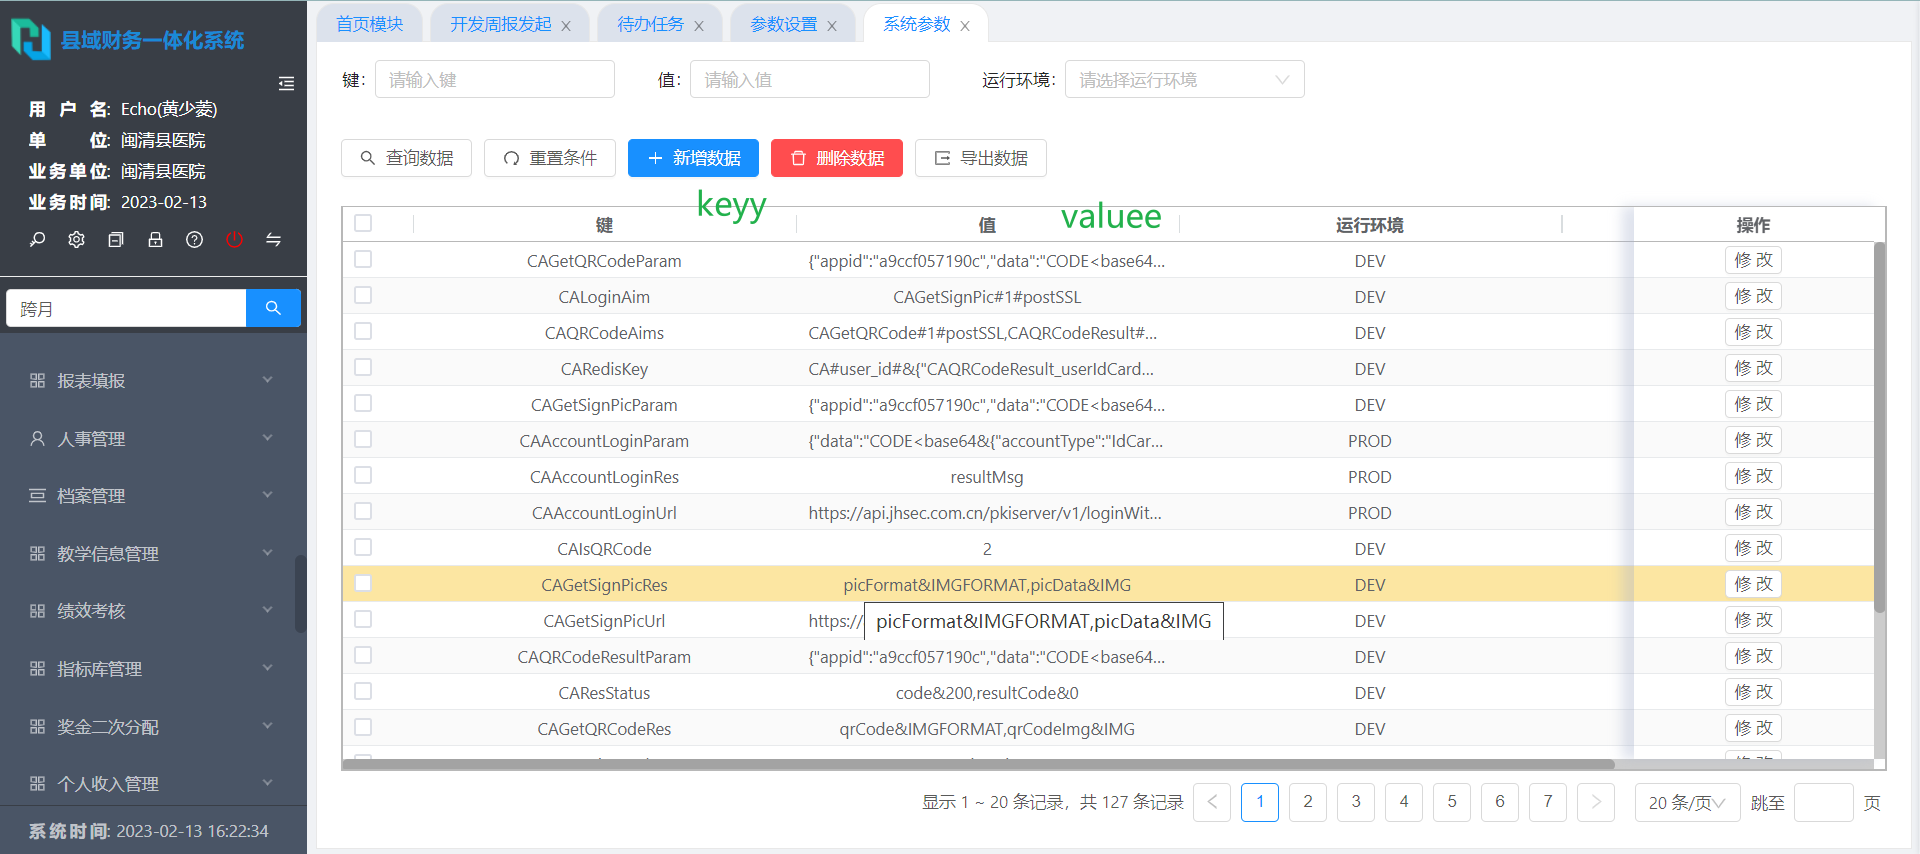 县域财务一体化系统
用户名: Echo(黄少菱)
单位: 闽清县医院
业务单位: 闽清县医院
业务时间: 2023-02-13
跨月
报表填报
人事管理
档案管理
教学信息管理
绩效考核
指标库管理
奖金二次分配
个人收入管理
系统时间: 2023-02-13 16:22:34
首页模块 开发周报发起 x 待办任务 x 参数设置 x 系统参数 x
键: 请输入键 值: 请输入值 运行环境: 请选择运行环境
查询数据 重置条件 新增数据 删除数据 导出数据
keyy valuee
键 值 运行环境 操作
CAGetQRCodeParam {"appid":"a9ccf057190c","data":"CODE<base64... DEV 修改
CALoginAim CAGetSignPic#1#postSSL DEV 修改
CAQRCodeAims CAGetQRCode#1#postSSL,CAQRCodeResult#... DEV 修改
CARedisKey CA#user_id#&{"CAQRCodeResult_userIdCard... DEV 修改
CAGetSignPicParam {"appid":"a9ccf057190c","data":"CODE<base64... DEV 修改
CAAccountLoginParam {"data":"CODE<base64&{"accountType":"IdCar... PROD 修改
CAAccountLoginRes resultMsg PROD 修改
CAAccountLoginUrl https://api.jhsec.com.cn/pkiserver/v1/loginWit... PROD 修改
CAIsQRCode 2 DEV 修改
CAGetSignPicRes picFormat&IMGFORMAT,picData&IMG DEV 修改
CAGetSignPicUrl https:// picFormat&IMGFORMAT,picData&IMG DEV 修改
CAQRCodeResultParam {"appid":"a9ccf057190c","data":"CODE<base64... DEV 修改
CAResStatus code&200,resultCode&0 DEV 修改
CAGetQRCodeRes qrCode&IMGFORMAT,qrCodeImg&IMG DEV 修改
显示 1 ~ 20 条记录，共 127 条记录 < 1 2 3 4 5 6 7 > 20 条/页 跳至 页